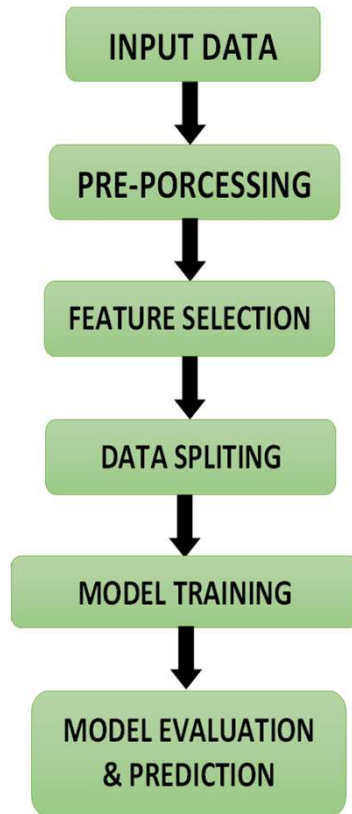 INPUT DATA
PRE-PORCESSING
FEATURE SELECTION
DATA SPLITING
MODEL TRAINING
MODEL EVALUATION
& PREDICTION